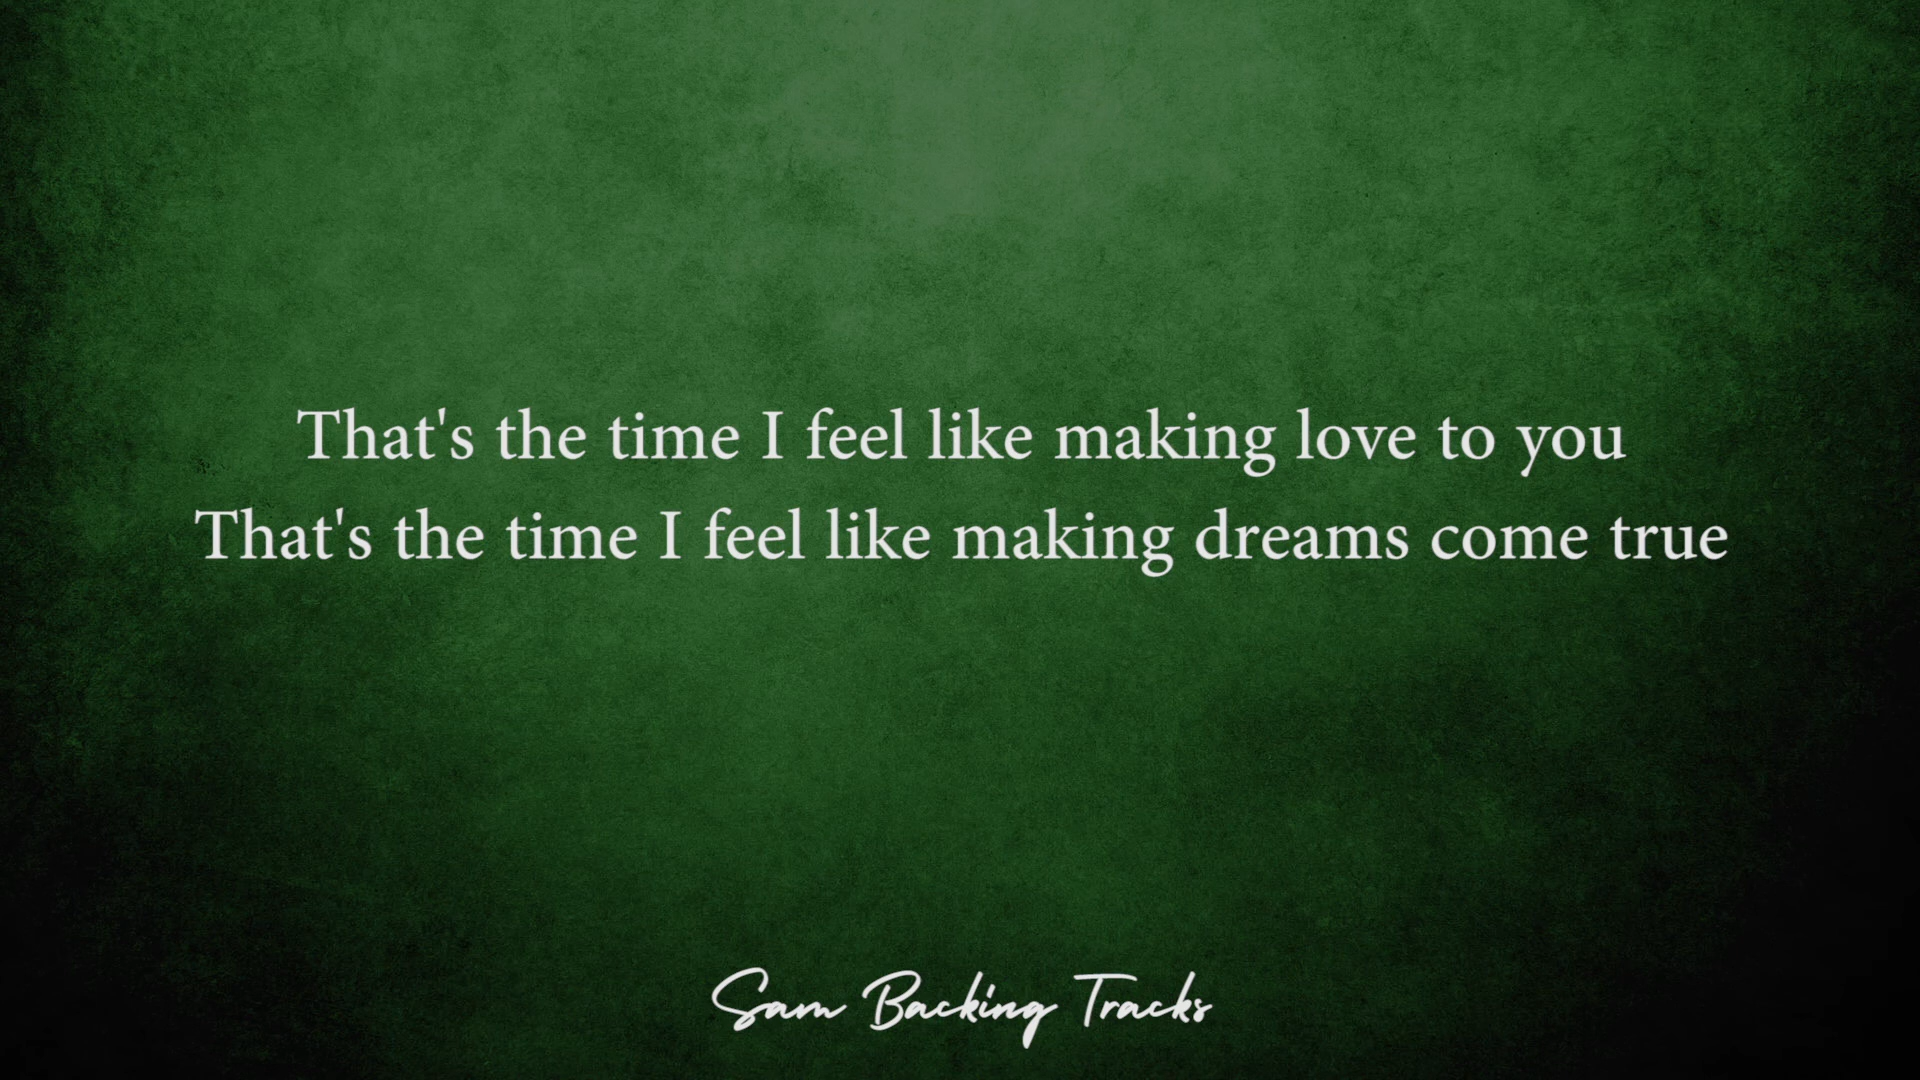 That's the time I feel like making love to you
That's the time I feel like making dreams come true
Sam Backing Tracks